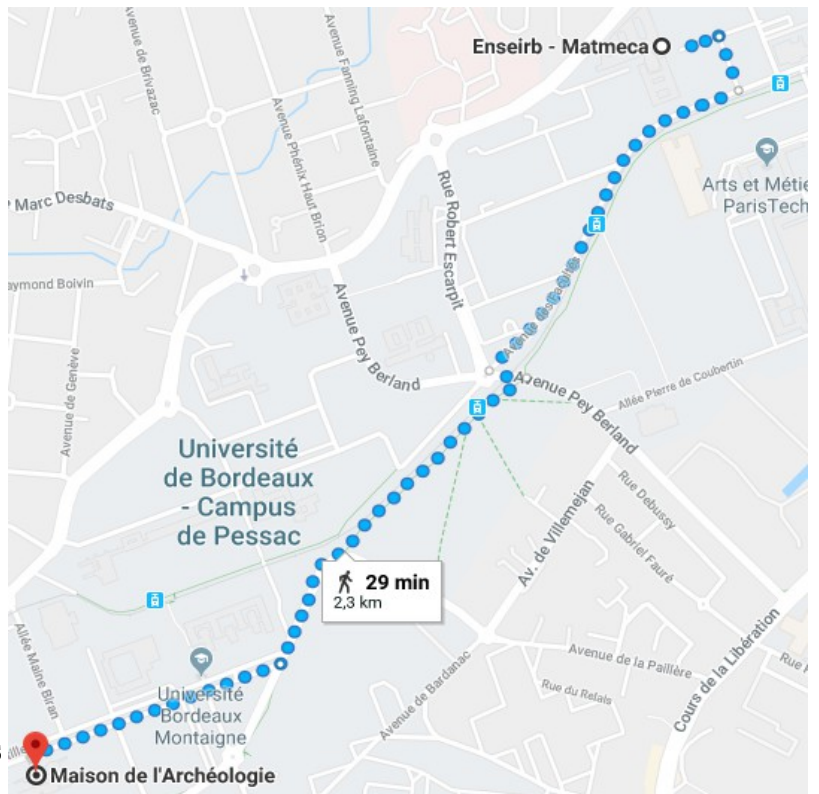 Enseirb - Matmeca
Avenue de Brivazac
Avenue Fanning Lafontaine
Avenue Phénix Haut Brion
Marc Desbats
Rue Robert Escarpit
Arts et Métie
ParisTech
aymond Boivin
Avenue Pey Berland
Avenue des Facultés
Avenue de Genève
Avenue Pey Berland
Allée Pierre de Coubertin
Université
de Bordeaux
- Campus
de Pessac
Rue Debussy
Av. de Villemejan
Rue Gabriel Fauré
29 min
2,3 km
Allée Maine Biran
Cours de la Libération
Avenue de la Paillère
Rue A
Avenue de Bardanac
Rue du Relais
Université
Bordeaux
Montaigne
Maison de l'Archéologie